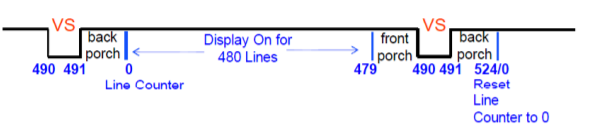 VS VS
back porch
Display On for 480 Lines
front porch
back porch
490 491 0 479 490 491 524/0
Line Counter
Reset Line Counter to 0